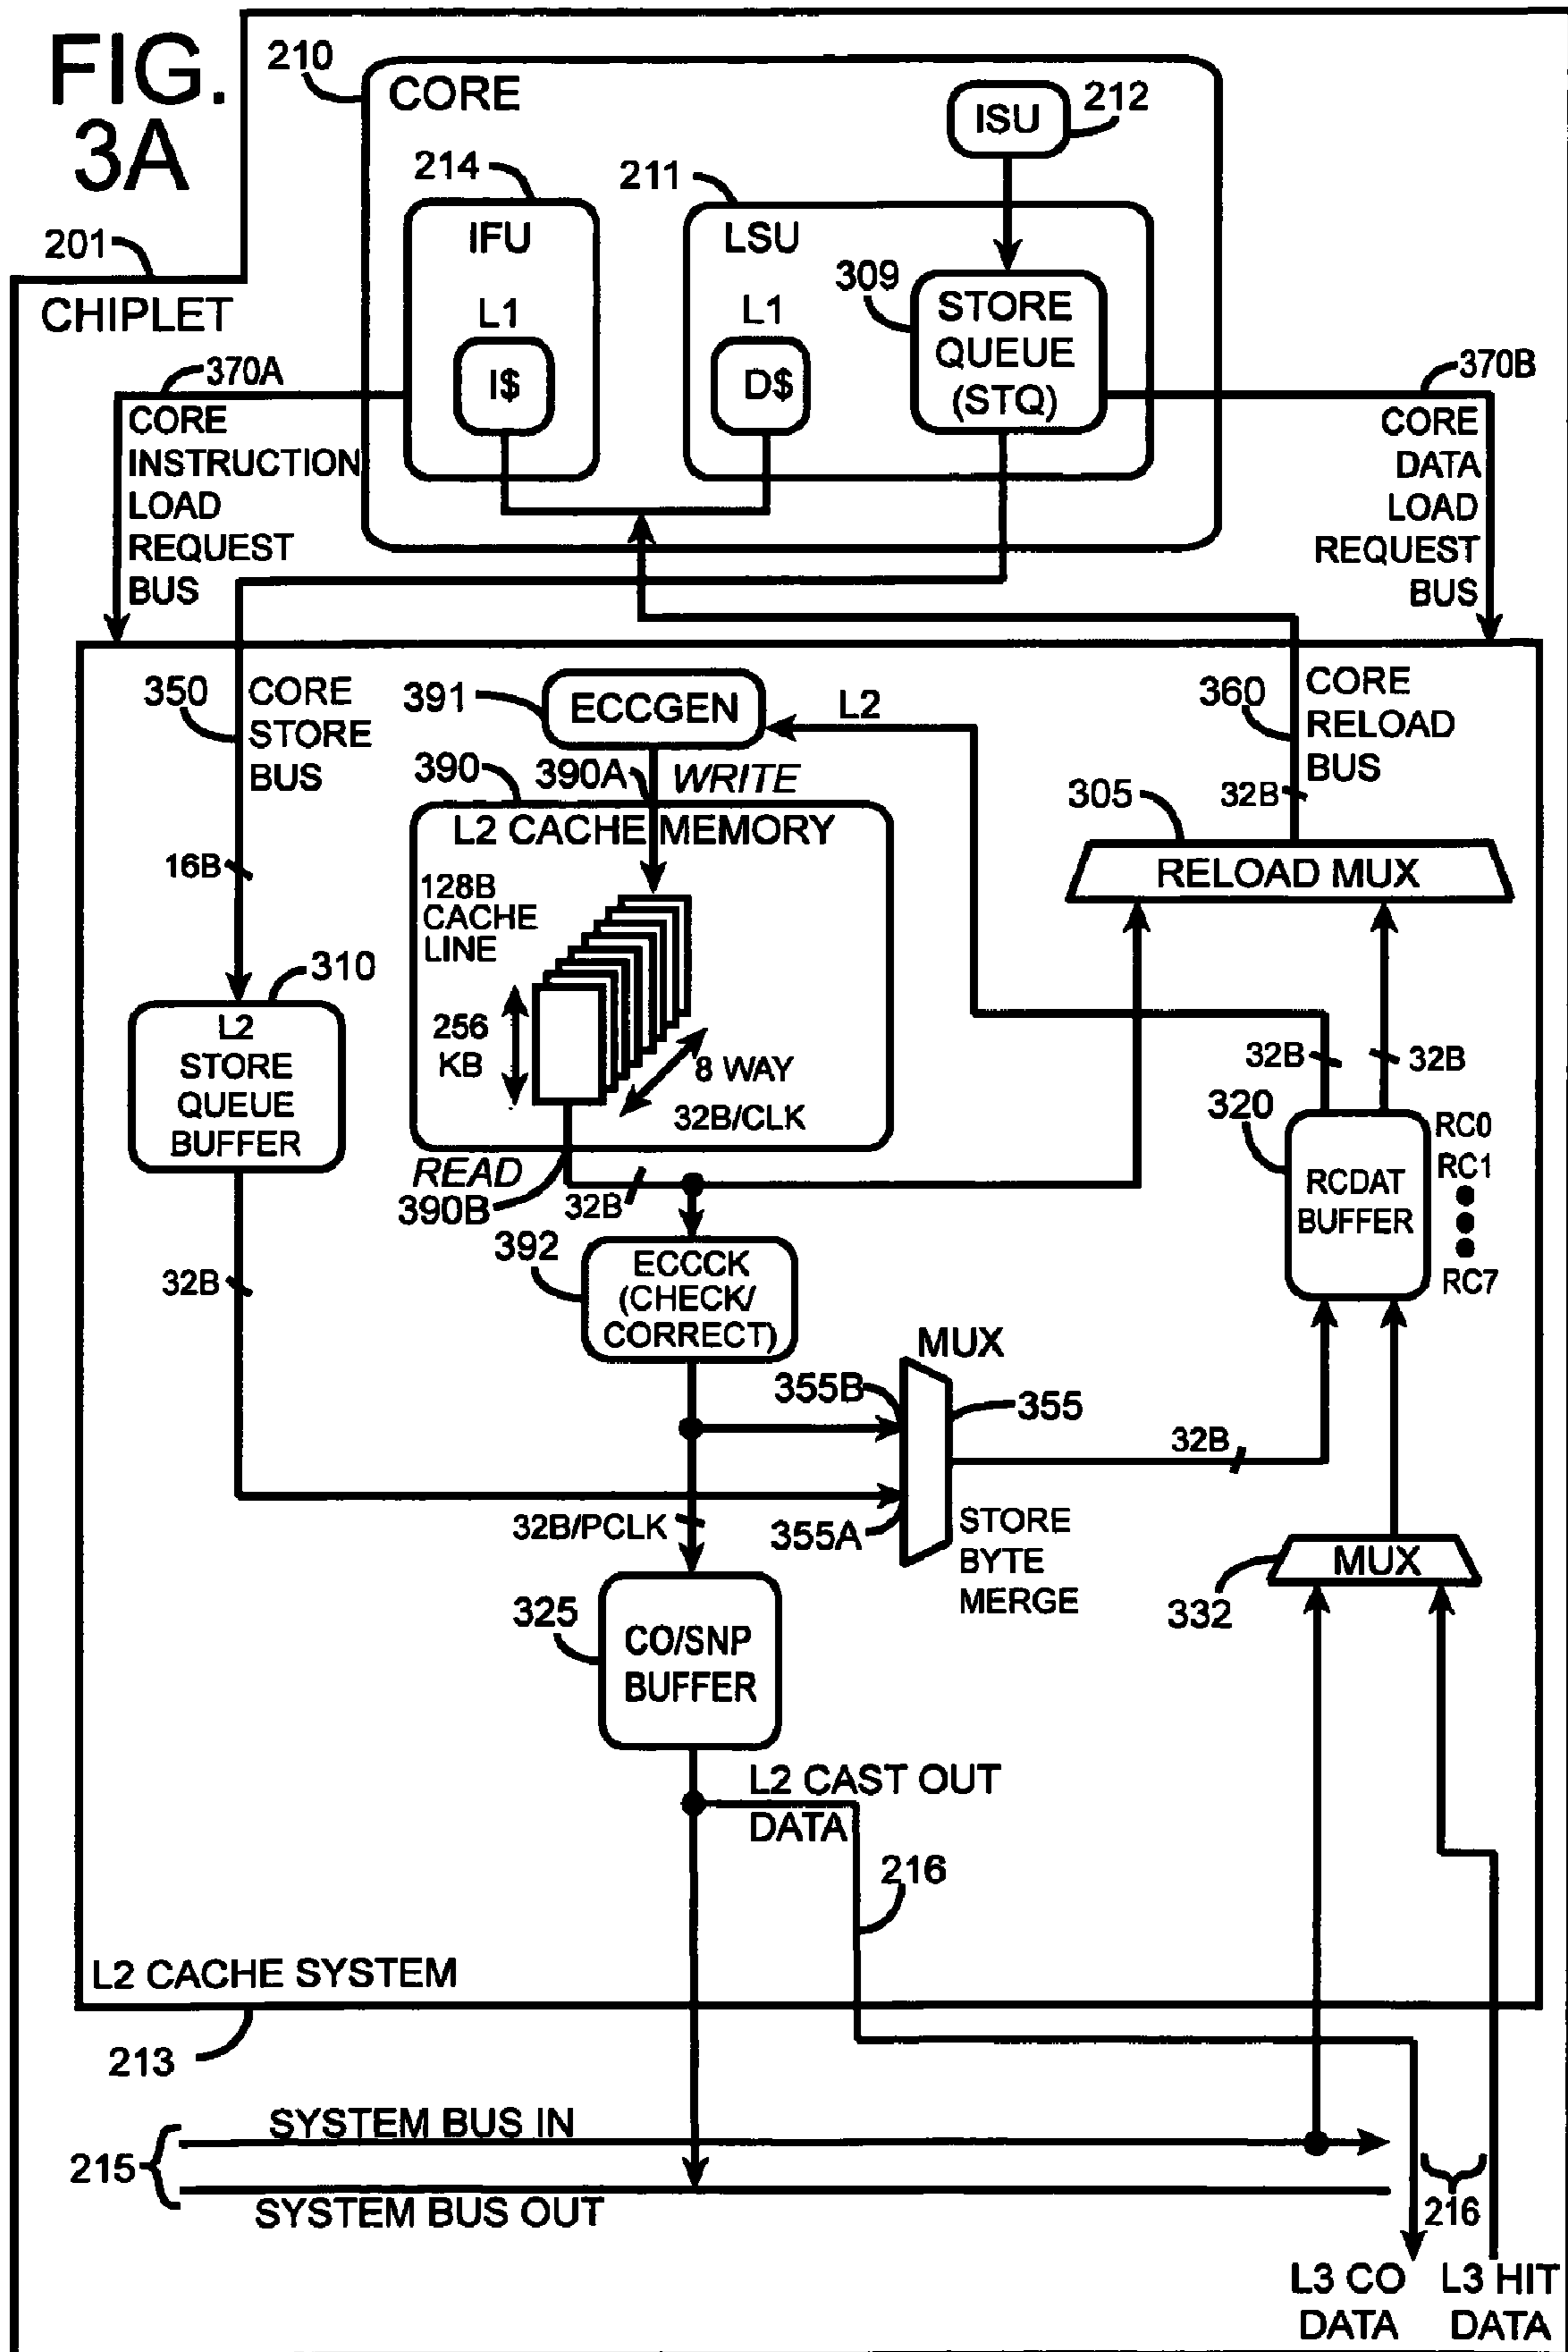 FIG.
3A
210
CORE
ISU
212
214
211
IFU
LSU
201
CHIPLET
309
STORE
QUEUE
(STQ)
L1
I$
L1
D$
370A
CORE
INSTRUCTION
LOAD
REQUEST
BUS
370B
CORE
DATA
LOAD
REQUEST
BUS
350
CORE
STORE
BUS
391
ECCGEN
L2
360
CORE
RELOAD
BUS
390
390A
WRITE
305
32B
L2 CACHE MEMORY
RELOAD MUX
16B
128B
CACHE
LINE
310
L2
STORE
QUEUE
BUFFER
256
KB
8 WAY
32B/CLK
32B
32B
320
RCDAT
BUFFER
RC0
RC1
RC7
READ
390B
32B
392
ECCCK
(CHECK/
CORRECT)
32B
MUX
355B
355
32B
355A
32B/PCLK
STORE
BYTE
MERGE
MUX
332
325
CO/SNP
BUFFER
L2 CAST OUT
DATA
216
L2 CACHE SYSTEM
213
SYSTEM BUS IN
215
SYSTEM BUS OUT
216
L3 CO
DATA
L3 HIT
DATA